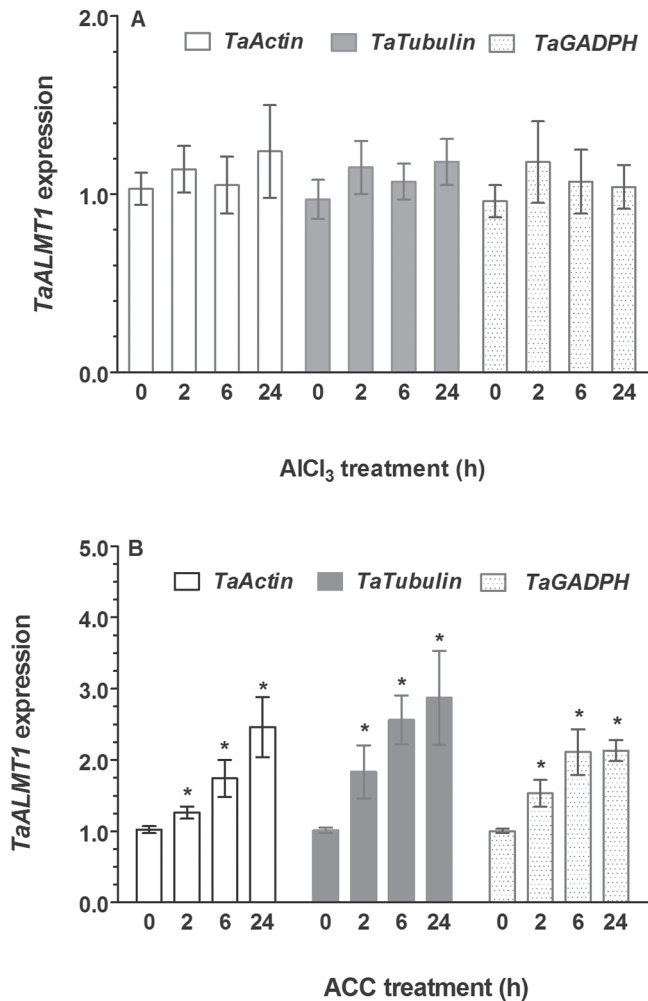 A
2.0
TaActin TaTubulin TaGADPH
1.0
0.0
TaALMT1 expression
0 2 6 24 0 2 6 24 0 2 6 24
AlCl₃ treatment (h)
B
5.0
TaActin TaTubulin TaGADPH
4.0
3.0
2.0
1.0
0.0
TaALMT1 expression
* * * * * * * * *
0 2 6 24 0 2 6 24 0 2 6 24
ACC treatment (h)